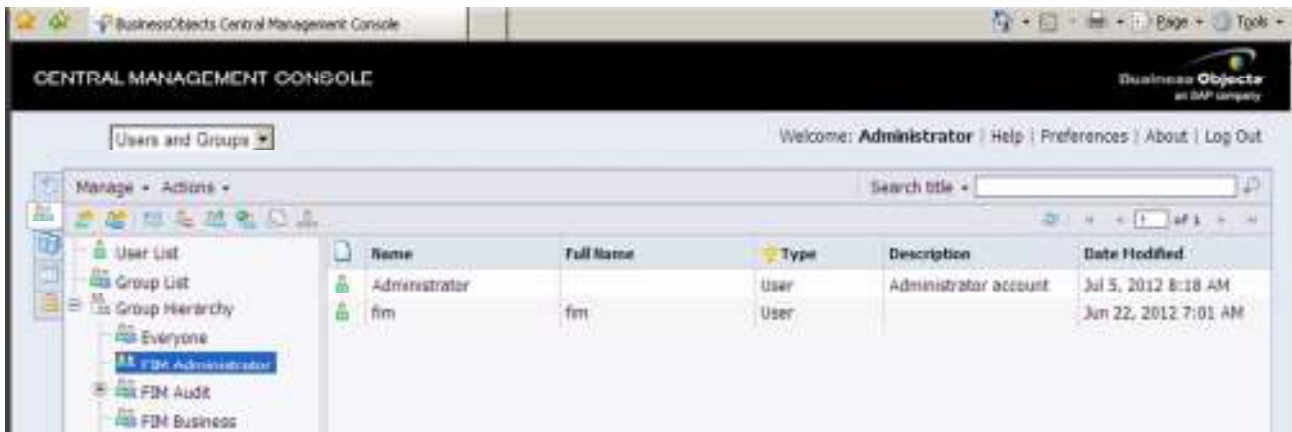 BusinessObjects Central Management Console
Page Tools
CENTRAL MANAGEMENT CONSOLE
Business Objects
an SAP company
Users and Groups
Welcome: Administrator | Help | Preferences | About | Log Out
Manage Actions
Search title
1 of 1
User List
Group List
Group Hierarchy
Everyone
FIM Administrator
FIM Audit
FIM Business
Name Full Name Type Description Date Modified
Administrator User Administrator account Jul 5, 2012 8:18 AM
fim fim User Jun 22, 2012 7:01 AM